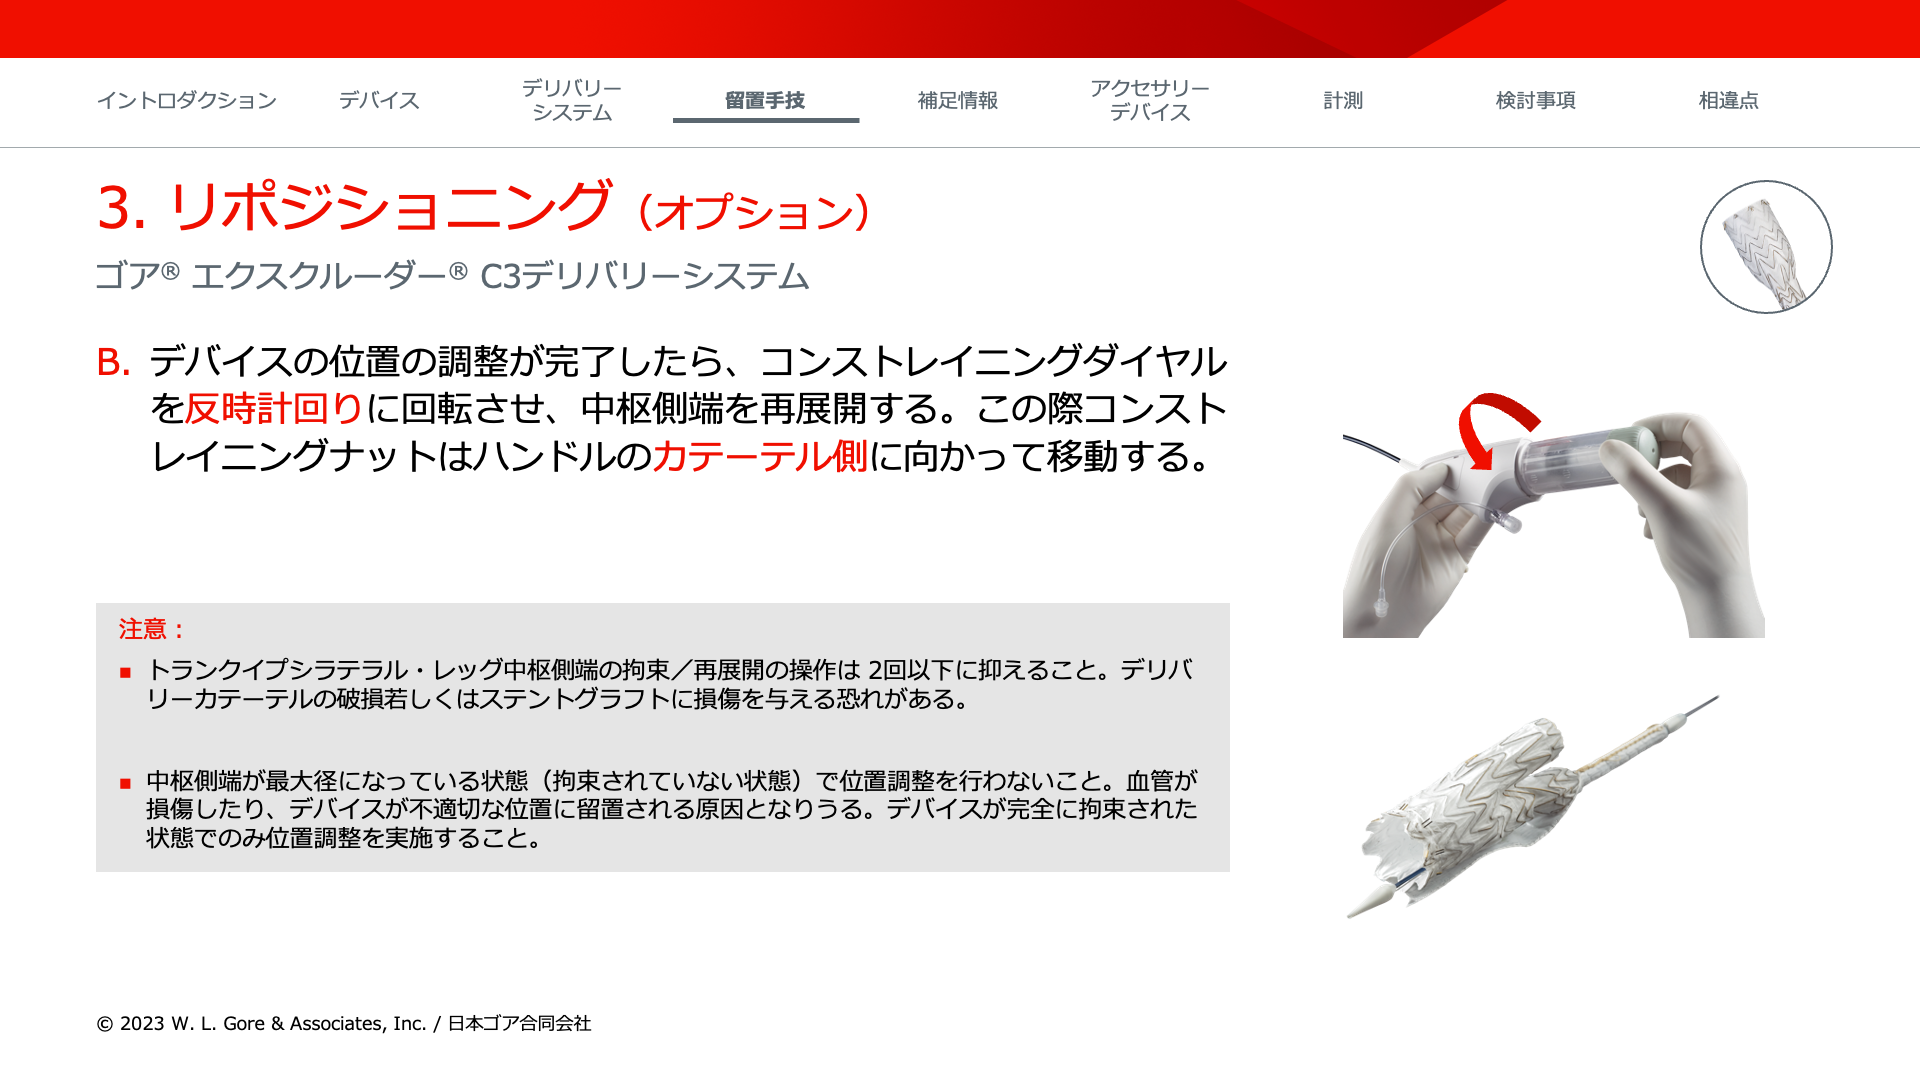 イントロダクション
デバイス
デリバリー
システム
留置手技
補足情報
アクセサリー
デバイス
計測
検討事項
相違点
3. リポジショニング（オプション）
ゴア® エクスクルーダー® C3デリバリーシステム
B. デバイスの位置の調整が完了したら、コンストレイニングダイヤル
を反時計回りに回転させ、中枢側端を再展開する。この際コンスト
レイニングナットはハンドルのカテーテル側に向かって移動する。
注意：
■ トランクイプシラテラル・レッグ中枢側端の拘束／再展開の操作は 2回以下に抑えること。デリバ
リーカテーテルの破損若しくはステントグラフトに損傷を与える恐れがある。
■ 中枢側端が最大径になっている状態（拘束されていない状態）で位置調整を行わないこと。血管が
損傷したり、デバイスが不適切な位置に留置される原因となりうる。デバイスが完全に拘束された
状態でのみ位置調整を実施すること。
© 2023 W. L. Gore & Associates, Inc. / 日本ゴア合同会社